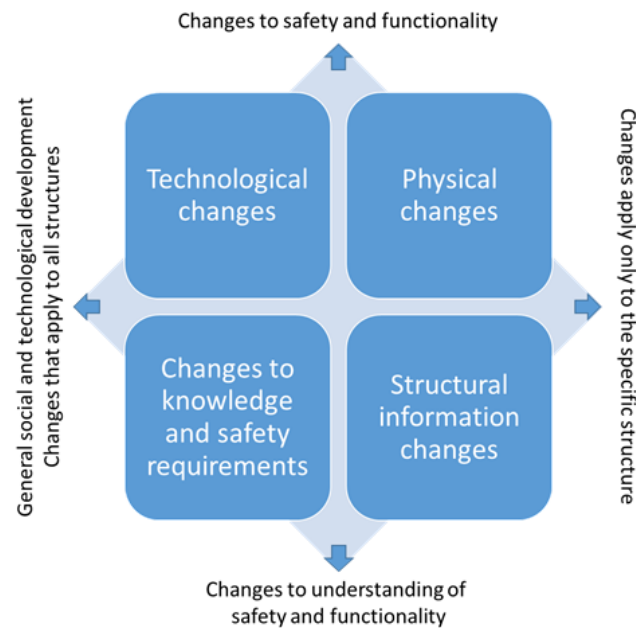 Changes to safety and functionality
General social and technological development
Changes that apply to all structures
Technological
changes
Physical
changes
Changes apply only to the specific structure
Changes to
knowledge
and safety
requirements
Structural
information
changes
Changes to understanding of
safety and functionality